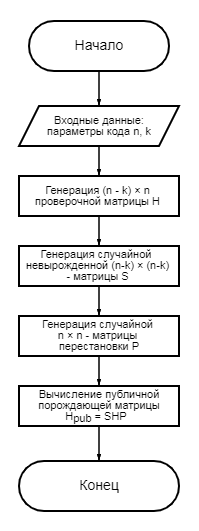 Начало
Входные данные:
параметры кода n, k
Генерация (n - k) × n
проверочной матрицы H
Генерация случайной
невырожденной (n-k) × (n-k)
- матрицы S
Генерация случайной
n × n - матрицы
перестановки P
Вычисление публичной
порождающей матрицы
Hpub = SHP
Конец